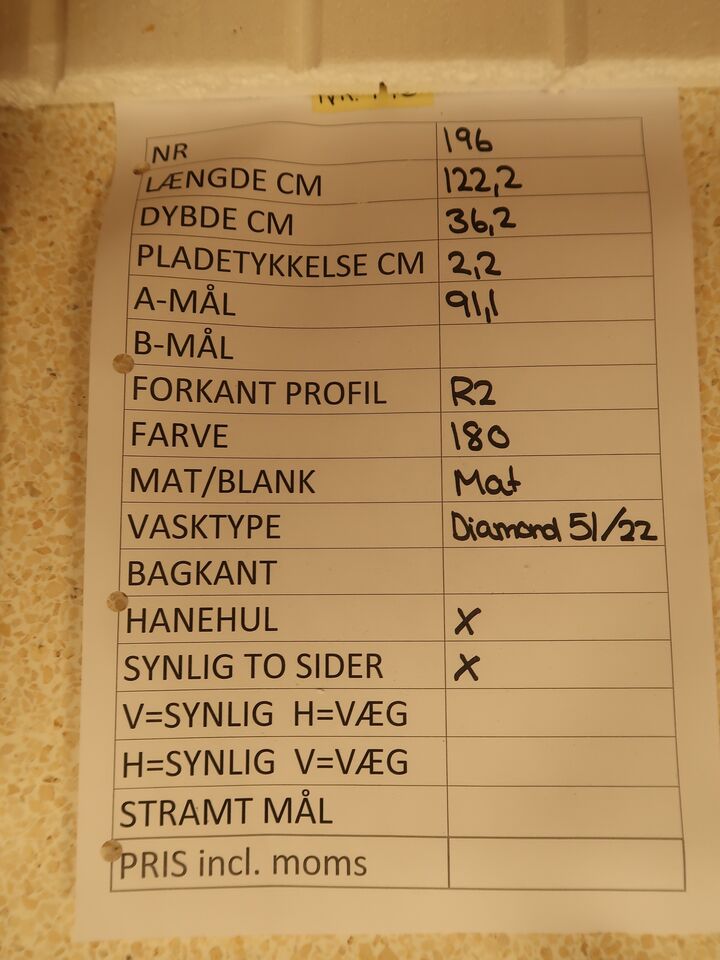 NR 196
LÆNGDE CM 122,2
DYBDE CM 36,2
PLADETYKKELSE CM 2,2
A-MÅL 91,1
B-MÅL
FORKANT PROFIL R2
FARVE 180
MAT/BLANK Mat
VASKTYPE Diamond 51/22
BAGKANT
HANEHUL X
SYNLIG TO SIDER X
V=SYNLIG H=VÆG
H=SYNLIG V=VÆG
STRAMT MÅL
PRIS incl. moms